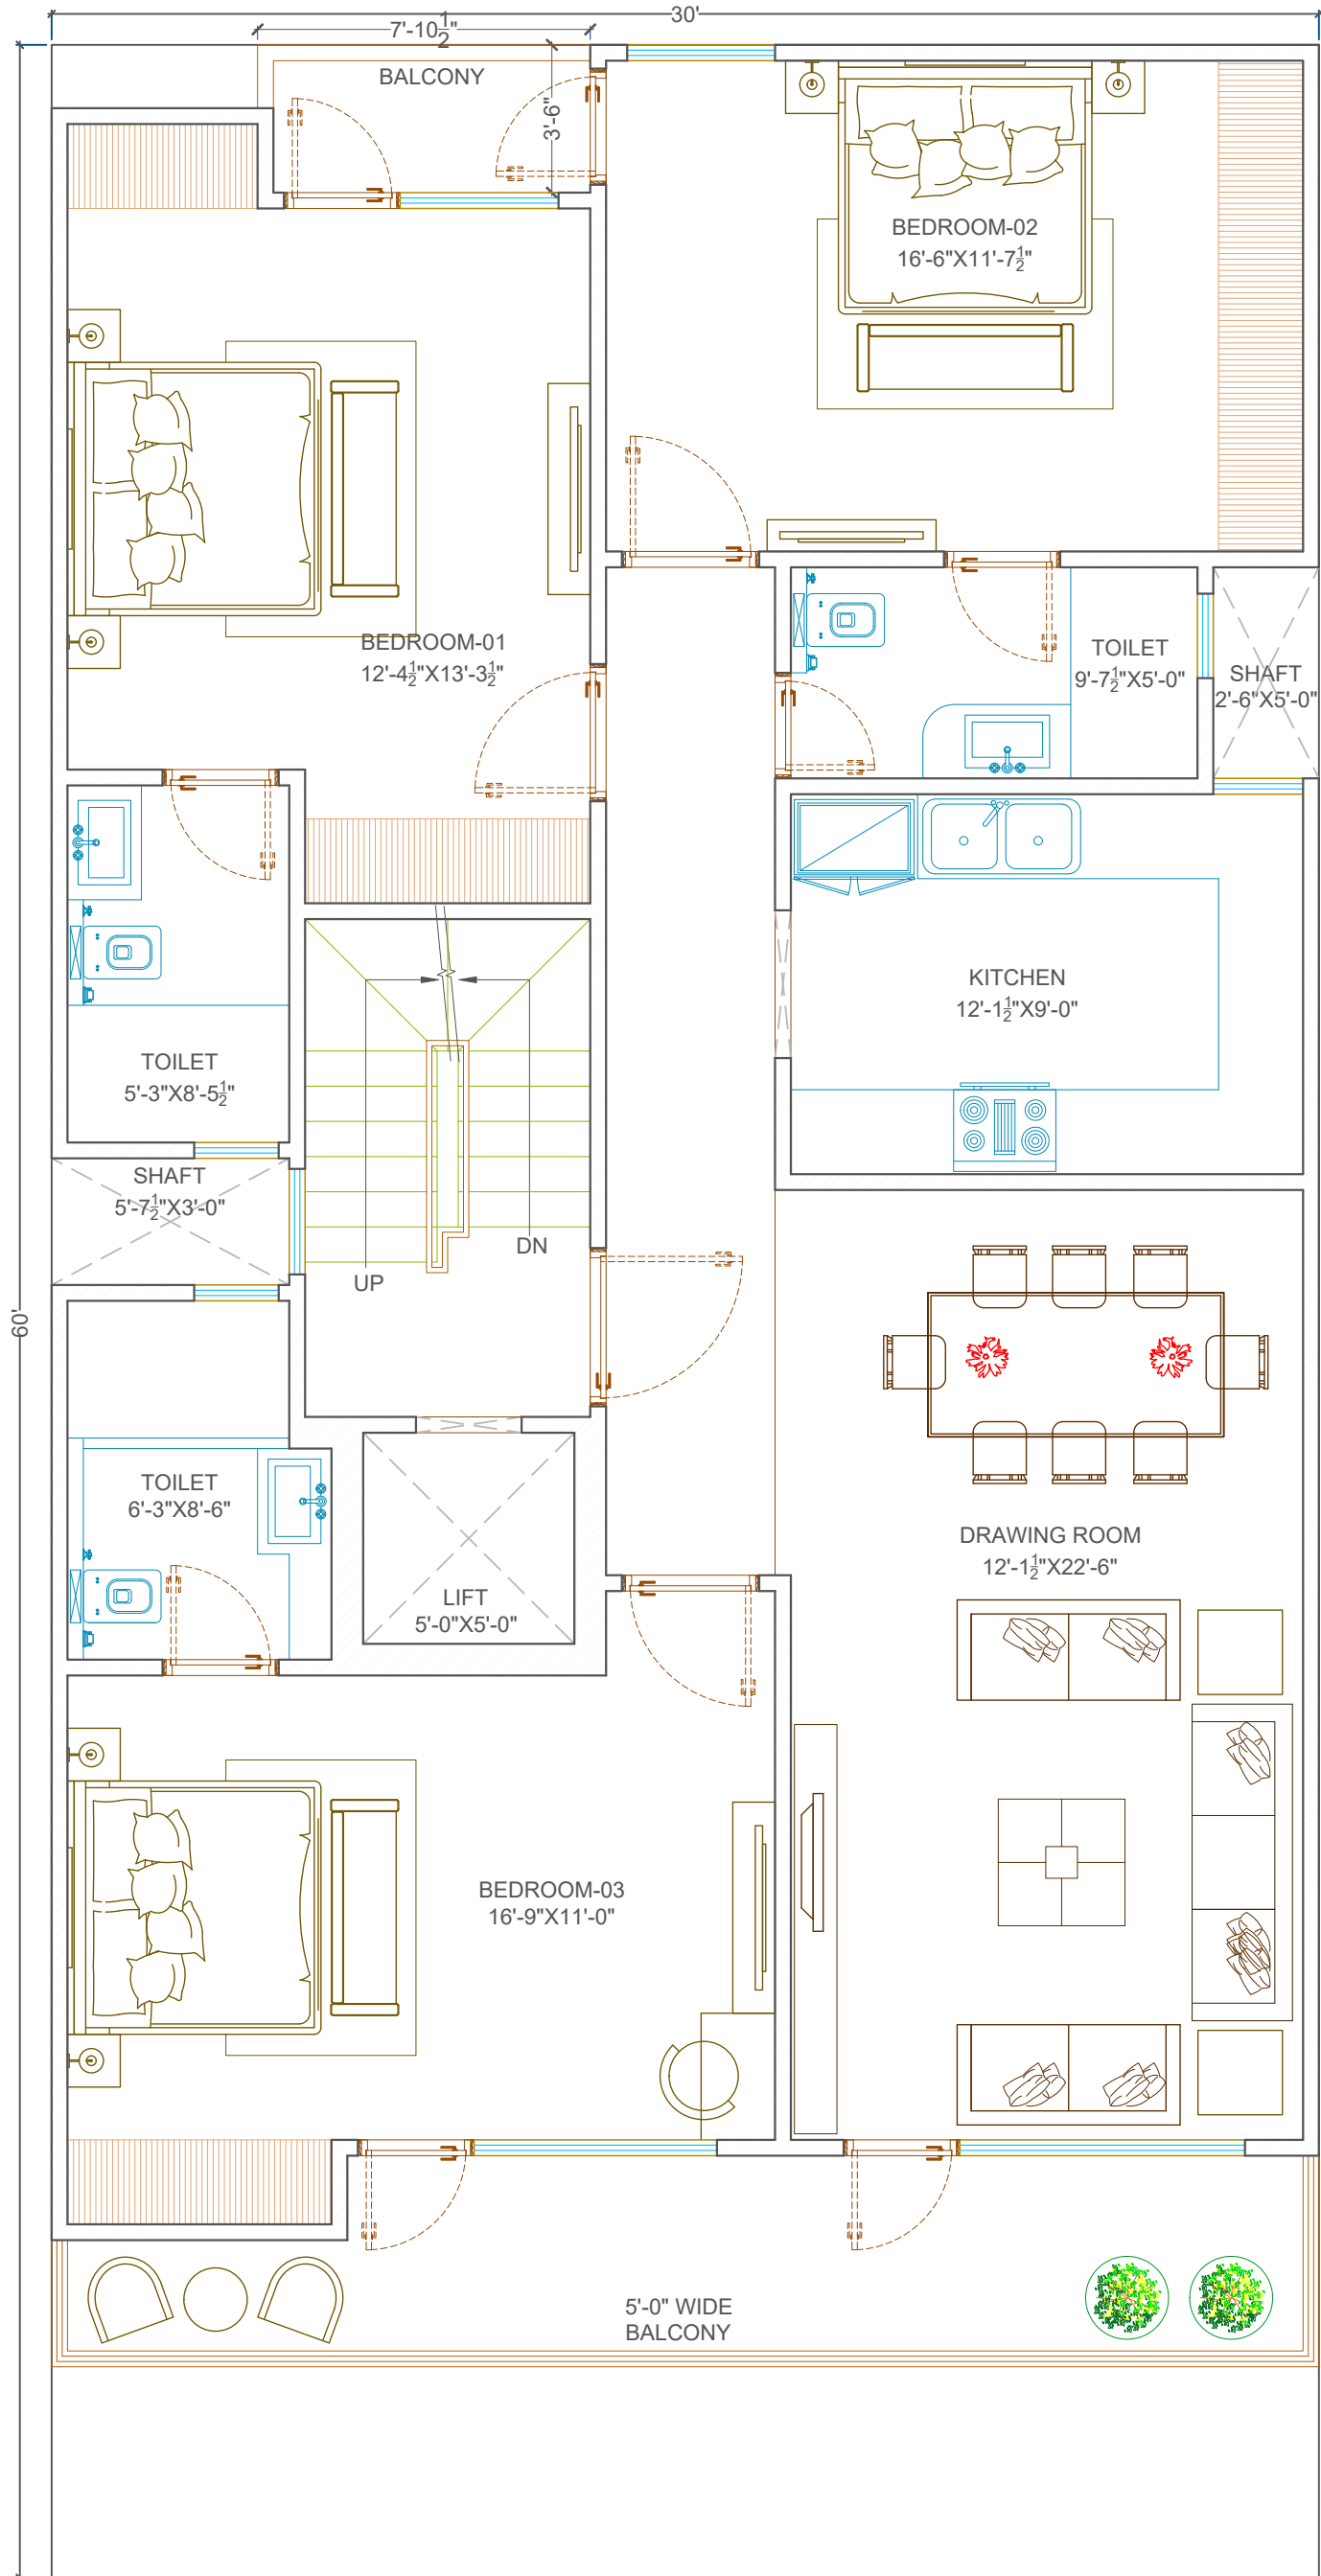 30'
7'-10½"
BALCONY
3'-6"
BEDROOM-02
16'-6"X11'-7½"
BEDROOM-01
12'-4½"X13'-3½"
TOILET
9'-7½"X5'-0"
SHAFT
2'-6"X5'-0"
KITCHEN
12'-1½"X9'-0"
TOILET
5'-3"X8'-5½"
SHAFT
5'-7½"X3'-0"
DN
UP
60'
TOILET
6'-3"X8'-6"
DRAWING ROOM
12'-1½"X22'-6"
LIFT
5'-0"X5'-0"
BEDROOM-03
16'-9"X11'-0"
5'-0" WIDE
BALCONY